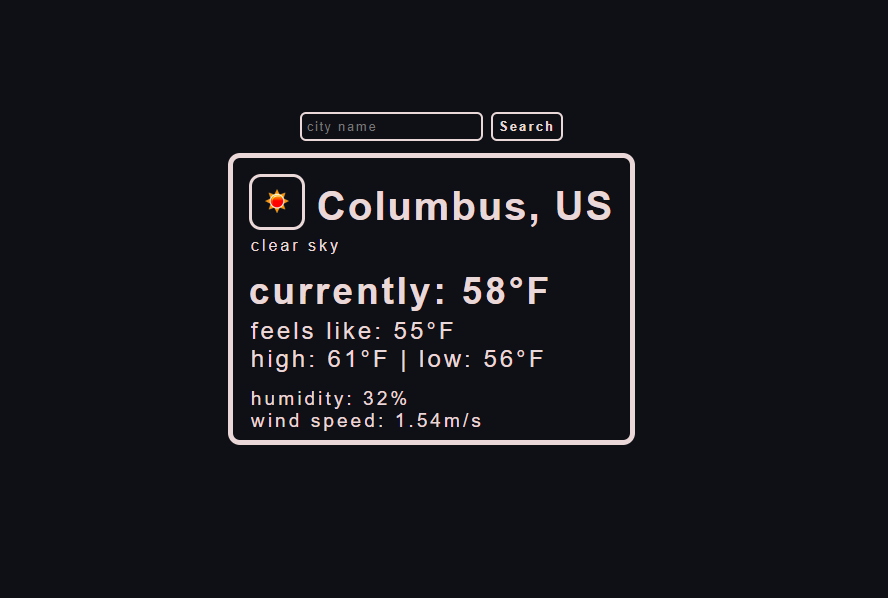 city name Search
Columbus, US
clear sky
currently: 58°F
feels like: 55°F
high: 61°F | low: 56°F
humidity: 32%
wind speed: 1.54m/s